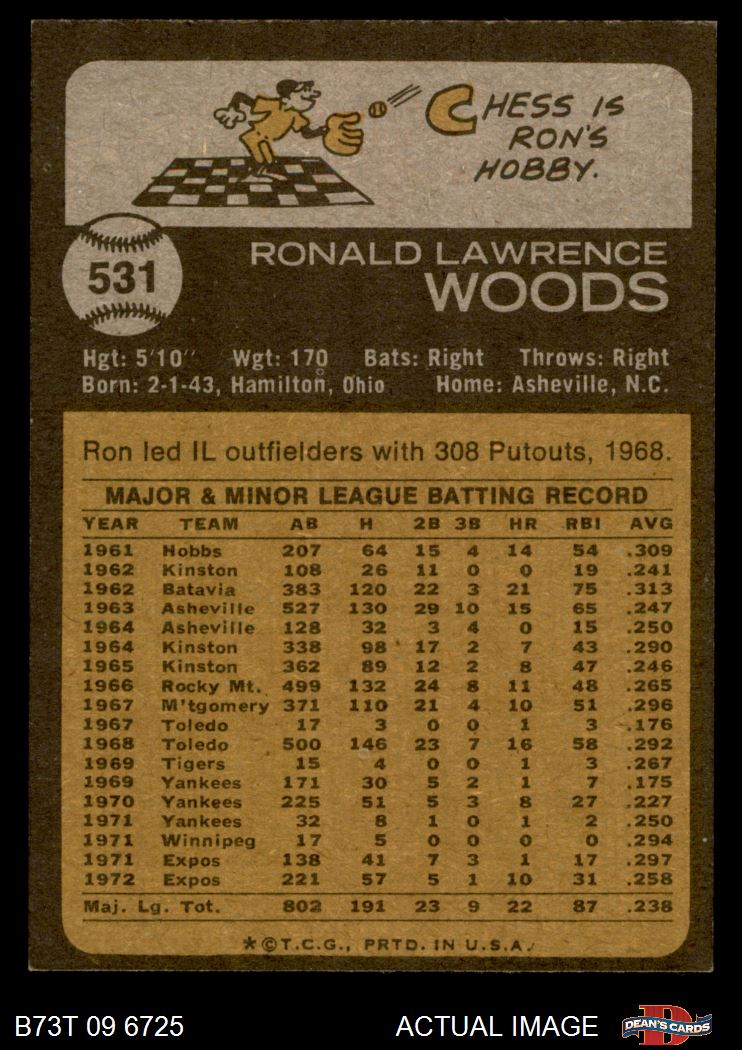 CHESS IS
RON'S
HOBBY.
531
RONALD LAWRENCE
WOODS
Hgt: 5'10" Wgt: 170 Bats: Right Throws: Right
Born: 2-1-43, Hamilton, Ohio Home: Asheville, N.C.
Ron led IL outfielders with 308 Putouts, 1968.
MAJOR & MINOR LEAGUE BATTING RECORD
YEAR TEAM AB H 2B 3B HR RBI AVG
1961 Hobbs 207 64 15 4 14 54 .309
1962 Kinston 108 26 11 0 0 19 .241
1962 Batavia 383 120 22 3 21 75 .313
1963 Asheville 527 130 29 10 15 65 .247
1964 Asheville 128 32 3 4 0 15 .250
1964 Kinston 338 98 17 2 7 43 .290
1965 Kinston 362 89 12 2 8 47 .246
1966 Rocky Mt. 499 132 24 8 11 48 .265
1967 M'tgomery 371 110 21 4 10 51 .296
1967 Toledo 17 3 0 0 1 3 .176
1968 Toledo 500 146 23 7 16 58 .292
1969 Tigers 15 4 0 0 1 3 .267
1969 Yankees 171 30 5 2 1 7 .175
1970 Yankees 225 51 5 3 8 27 .227
1971 Yankees 32 8 1 0 1 2 .250
1971 Winnipeg 17 5 0 0 0 0 .294
1971 Expos 138 41 7 3 1 17 .297
1972 Expos 221 57 5 1 10 31 .258
Maj. Lg. Tot. 802 191 23 9 22 87 .238
*©T.C.G., PRTD. IN U.S.A.
B73T 09 6725 ACTUAL IMAGE D DEAN'S CARDS